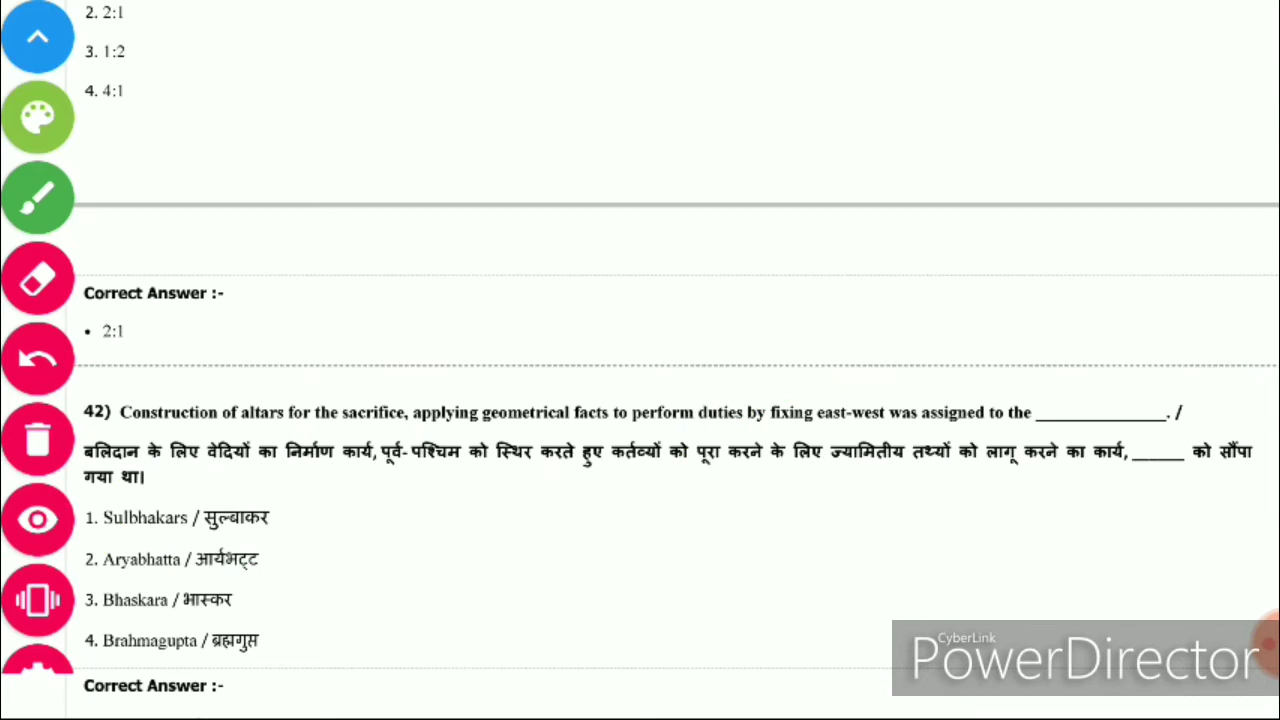 2. 2:1
3. 1:2
4. 4:1
Correct Answer :-
• 2:1
42) Construction of altars for the sacrifice, applying geometrical facts to perform duties by fixing east-west was assigned to the ______________. /
बलिदान के लिए वेदियों का निर्माण कार्य, पूर्व- पश्चिम को स्थिर करते हुए कर्तव्यों को पूरा करने के लिए ज्यामितीय तथ्यों को लागू करने का कार्य, ______ को सौंपा
गया था।
1. Sulbhakars / सुल्बाकर
2. Aryabhatta / आर्यभट्ट
3. Bhaskara / भास्कर
4. Brahmagupta / ब्रह्मगुप्त
Correct Answer :-
CyberLink
PowerDirector